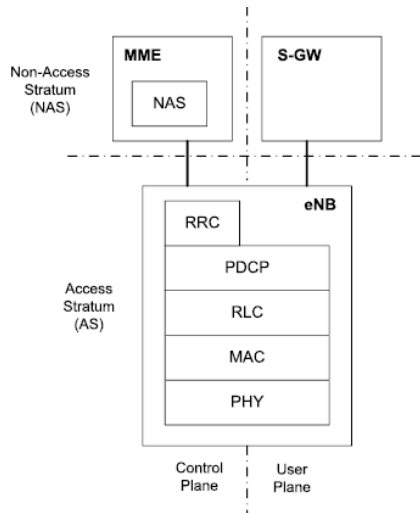 MME
S-GW
Non-Access
Stratum
(NAS)
NAS
eNB
RRC
PDCP
Access
Stratum
(AS)
RLC
MAC
PHY
Control
Plane
User
Plane